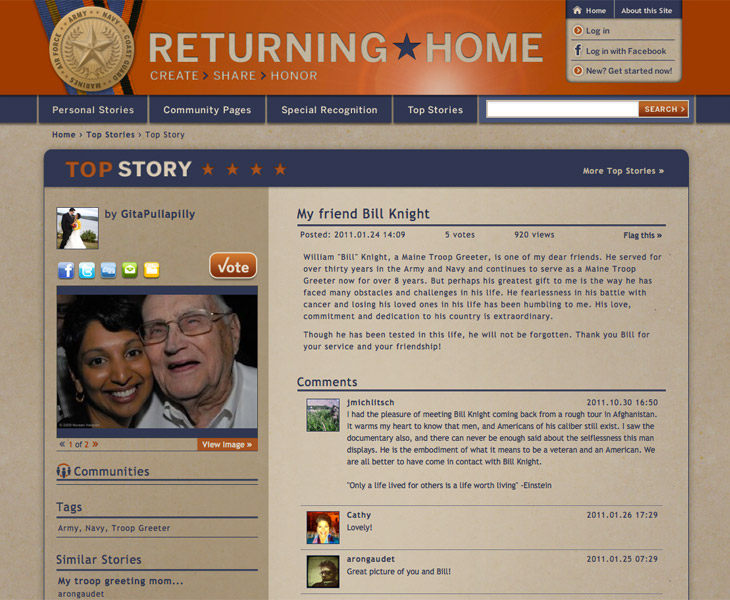 ARMY · NAVY
AIR FORCE
COAST GUARD
MARINES
RETURNING HOME
CREATE > SHARE > HONOR
Home
About this Site
Log in
Log in with Facebook
New? Get started now!
Personal Stories
Community Pages
Special Recognition
Top Stories
SEARCH >
Home › Top Stories › Top Story
TOP STORY
More Top Stories »
by GitaPullapilly
Vote
« 1 of 2 »
View Image »
Communities
Tags
Army, Navy, Troop Greeter
Similar Stories
My troop greeting mom...
arongaudet
My friend Bill Knight
Posted: 2011.01.24 14:09
5 votes
920 views
Flag this »
William "Bill" Knight, a Maine Troop Greeter, is one of my dear friends. He served for
over thirty years in the Army and Navy and continues to serve as a Maine Troop
Greeter now for over 8 years. But perhaps his greatest gift to me is the way he has
faced many obstacles and challenges in his life. He fearlessness in his battle with
cancer and losing his loved ones in his life has been humbling to me. His love,
commitment and dedication to his country is extraordinary.
Though he has been tested in this life, he will not be forgotten. Thank you Bill for
your service and your friendship!
Comments
jmichlitsch
2011.10.30 16:50
I had the pleasure of meeting Bill Knight coming back from a rough tour in Afghanistan.
It warms my heart to know that men, and Americans of his caliber still exist. I saw the
documentary also, and there can never be enough said about the selflessness this man
displays. He is the embodiment of what it means to be a veteran and an American. We
are all better to have come in contact with Bill Knight.
"Only a life lived for others is a life worth living" -Einstein
Cathy
2011.01.26 17:29
Lovely!
arongaudet
2011.01.25 07:29
Great picture of you and Bill!